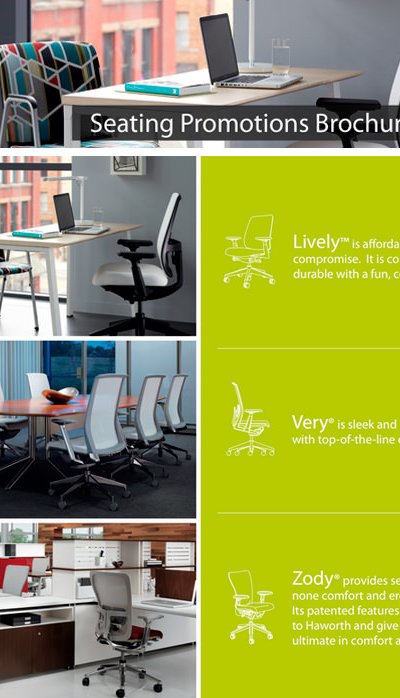 Seating Promotions Brochur
Lively™ is afforda
compromise. It is co
durable with a fun, c
Very® is sleek and
with top-of-the-line
Zody® provides se
none comfort and er
Its patented features
to Haworth and give
ultimate in comfort a